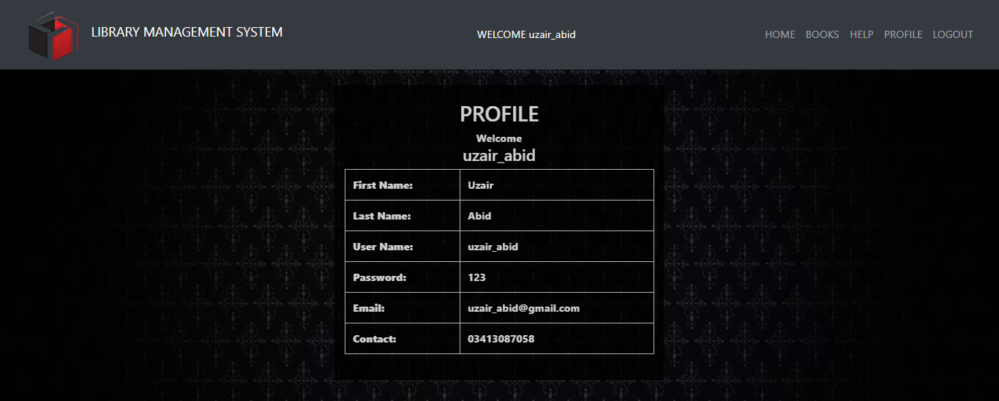 LIBRARY MANAGEMENT SYSTEM WELCOME uzair_abid HOME BOOKS HELP PROFILE LOGOUT
PROFILE
Welcome
uzair_abid
First Name: Uzair
Last Name: Abid
User Name: uzair_abid
Password: 123
Email: uzair_abid@gmail.com
Contact: 03413087058